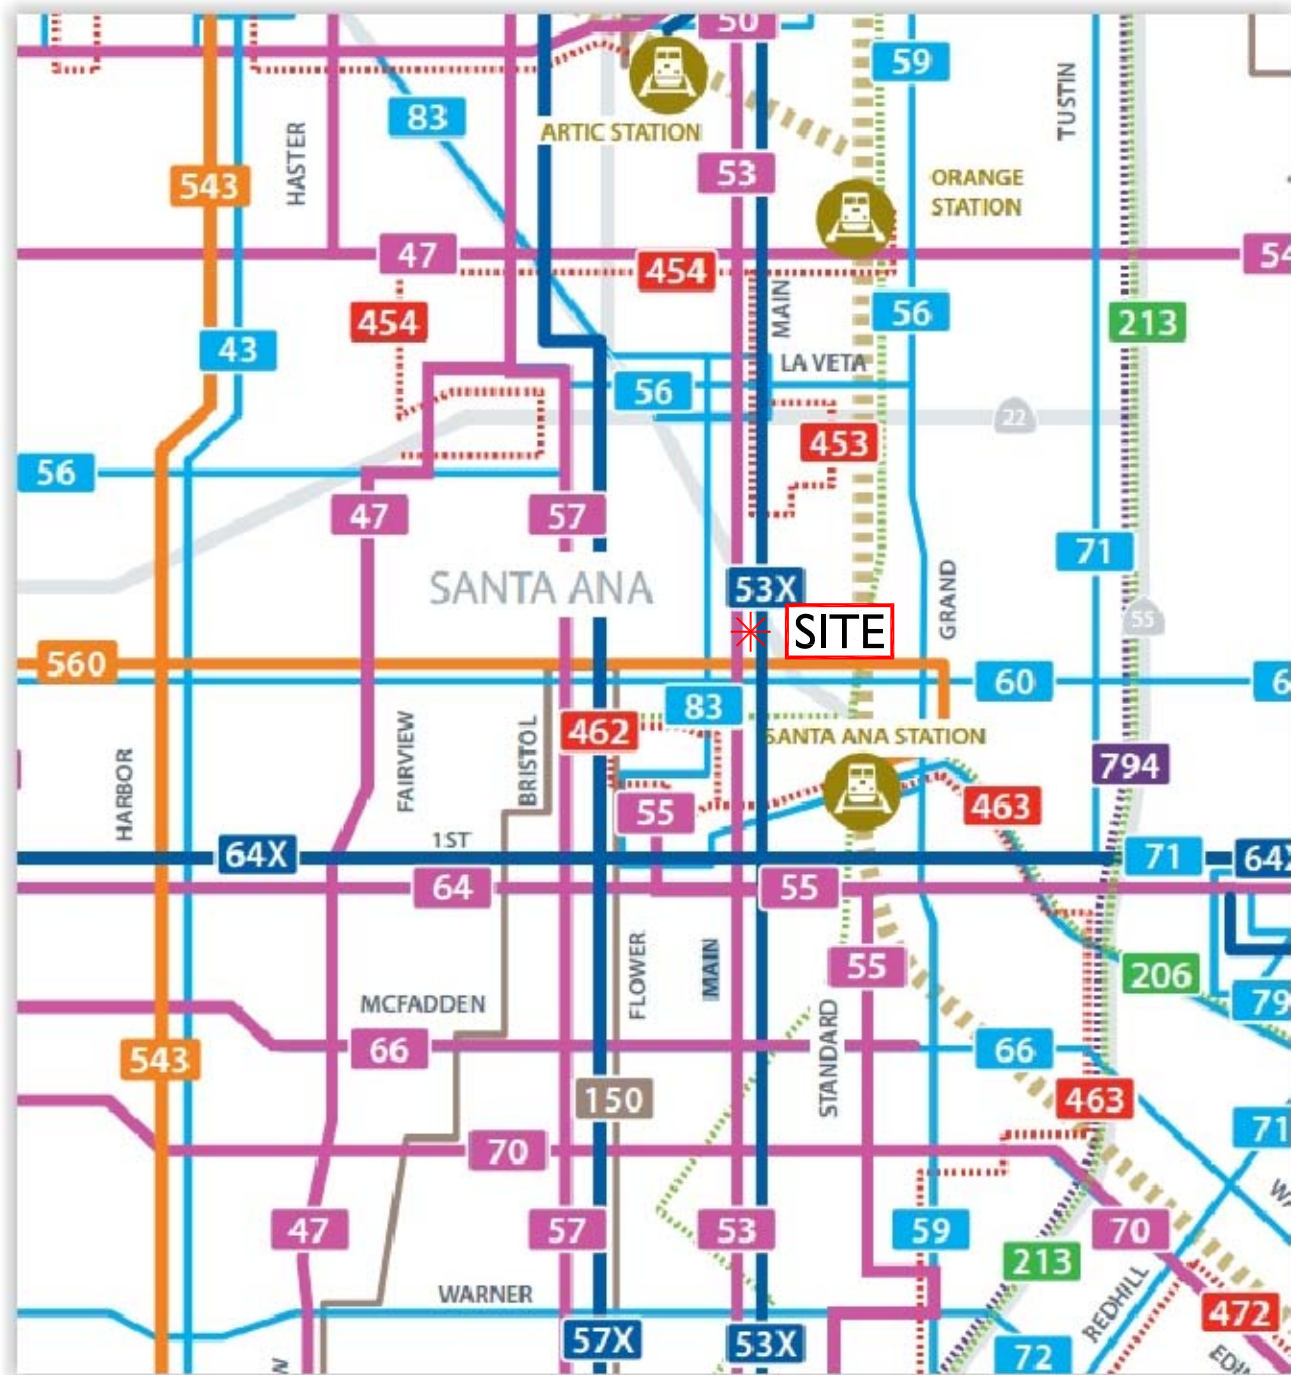 50
59
TUSTIN
83
HASTER
ARTIC STATION
53
543
ORANGE
STATION
47
54
454
MAIN
454
56
213
43
LA VETA
56
22
453
56
47
57
71
SANTA ANA
53X
GRAND
55
SITE
560
60
6
83
462
FAIRVIEW
BRISTOL
SANTA ANA STATION
HARBOR
794
463
55
1ST
64X
71
64X
64
55
FLOWER
MAIN
55
206
MCFADDEN
79
STANDARD
66
66
543
150
463
71
70
47
57
53
59
70
213
WARNER
REDHILL
472
57X
53X
72